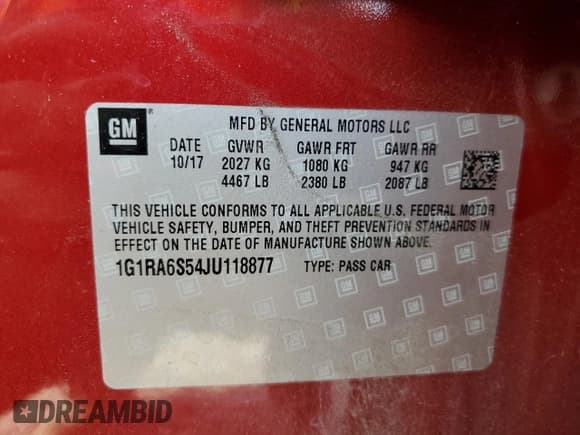 GM ®
MFD BY GENERAL MOTORS LLC
DATE GVWR GAWR FRT GAWR RR
10/17 2027 KG 1080 KG 947 KG
4467 LB 2380 LB 2087 LB
THIS VEHICLE CONFORMS TO ALL APPLICABLE U.S. FEDERAL MOTOR
VEHICLE SAFETY, BUMPER, AND THEFT PREVENTION STANDARDS IN
EFFECT ON THE DATE OF MANUFACTURE SHOWN ABOVE.
1G1RA6S54JU118877 TYPE: PASS CAR
DREAMBID